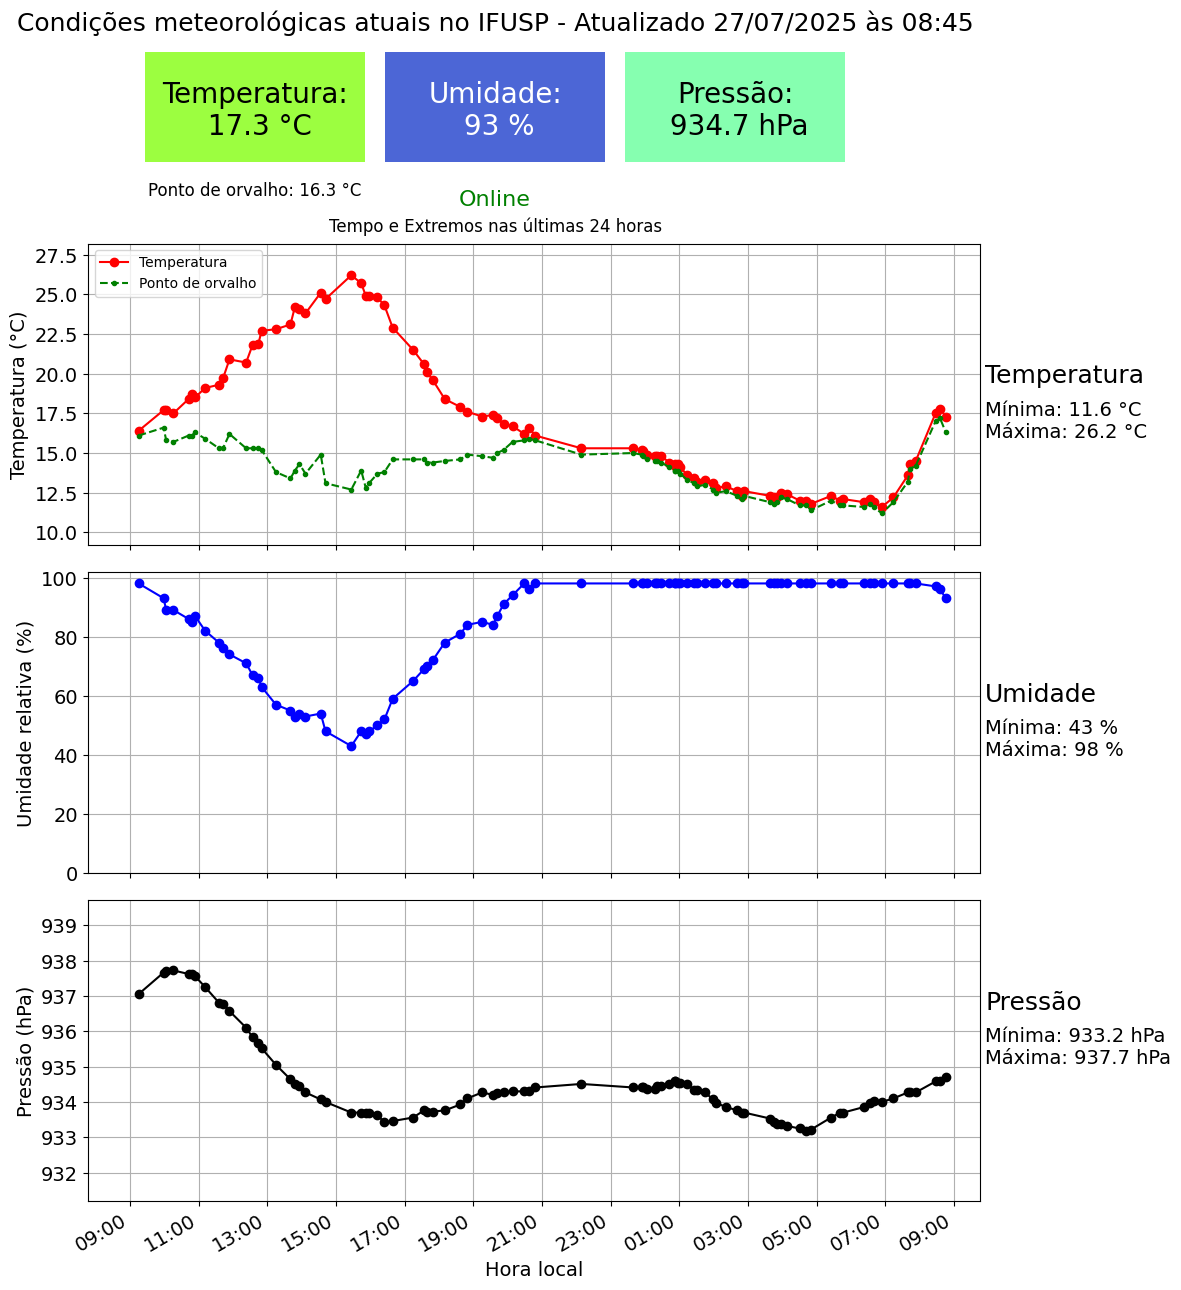 Condições meteorológicas atuais no IFUSP - Atualizado 27/07/2025 às 08:45
Temperatura:
17.3 °C
Umidade:
93 %
Pressão:
934.7 hPa
Ponto de orvalho: 16.3 °C
Online
Tempo e Extremos nas últimas 24 horas
Temperatura (°C)
27.5
25.0
22.5
20.0
17.5
15.0
12.5
10.0
Temperatura
Ponto de orvalho
Temperatura
Mínima: 11.6 °C
Máxima: 26.2 °C
Umidade relativa (%)
100
80
60
40
20
0
Umidade
Mínima: 43 %
Máxima: 98 %
Pressão (hPa)
939
938
937
936
935
934
933
932
Pressão
Mínima: 933.2 hPa
Máxima: 937.7 hPa
09:00
11:00
13:00
15:00
17:00
19:00
21:00
23:00
01:00
03:00
05:00
07:00
09:00
Hora local